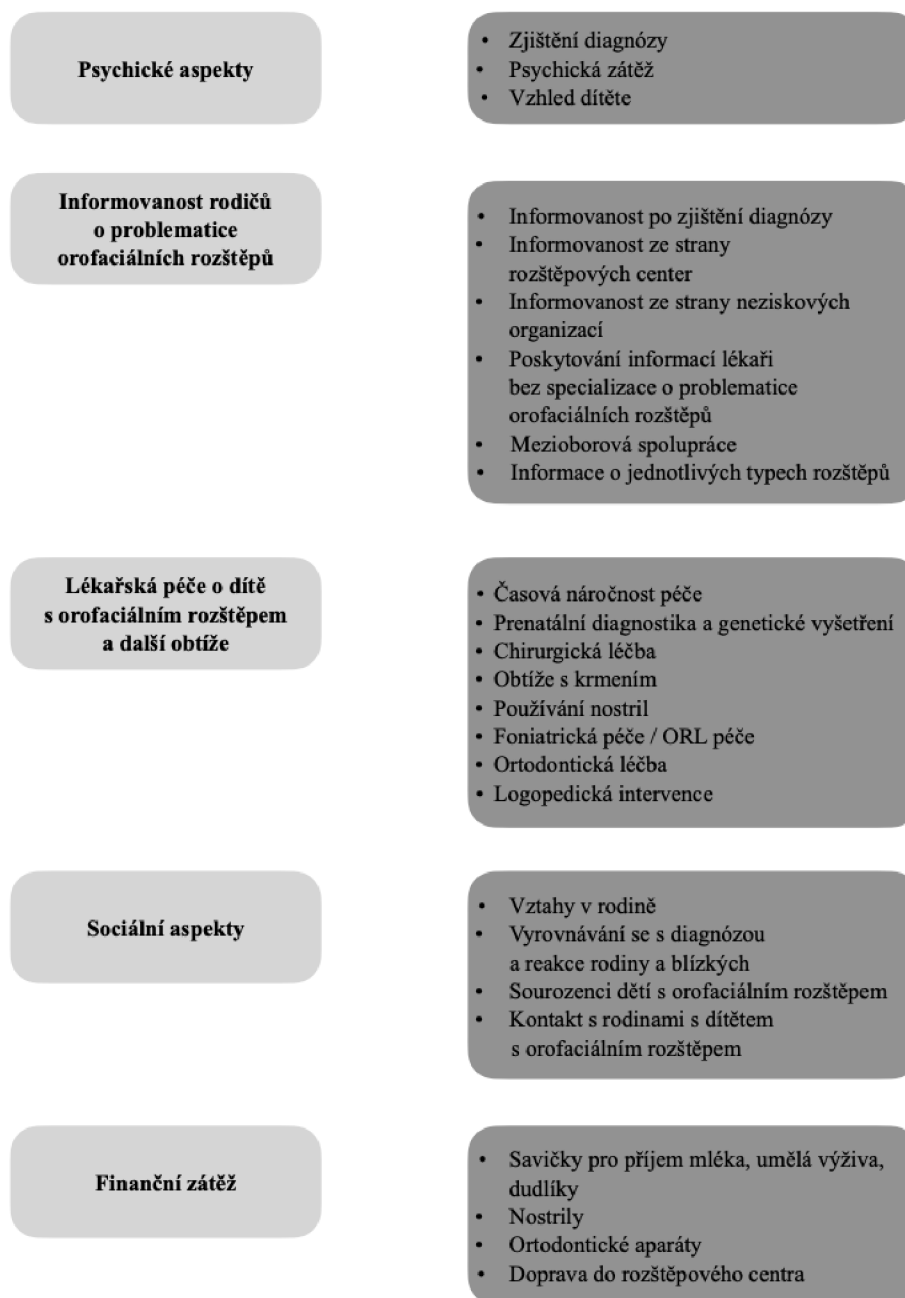 Psychické aspekty
• Zjištění diagnózy
• Psychická zátěž
• Vzhled dítěte
Informovanost rodičů
o problematice
orofaciálních rozštěpů
• Informovanost po zjištění diagnózy
• Informovanost ze strany
rozštěpových center
• Informovanost ze strany neziskových
organizací
• Poskytování informací lékaři
bez specializace o problematice
orofaciálních rozštěpů
• Mezioborová spolupráce
• Informace o jednotlivých typech rozštěpů
Lékařská péče o dítě
s orofaciálním rozštěpem
a další obtíže
• Časová náročnost péče
• Prenatální diagnostika a genetické vyšetření
• Chirurgická léčba
• Obtíže s krmením
• Používání nostril
• Foniatrická péče / ORL péče
• Ortodontická léčba
• Logopedická intervence
Sociální aspekty
• Vztahy v rodině
• Vyrovnávání se s diagnózou
a reakce rodiny a blízkých
• Sourozenci dětí s orofaciálním rozštěpem
• Kontakt s rodinami s dítětem
s orofaciálním rozštěpem
Finanční zátěž
• Savičky pro příjem mléka, umělá výživa,
dudlíky
• Nostrily
• Ortodontické aparáty
• Doprava do rozštěpového centra